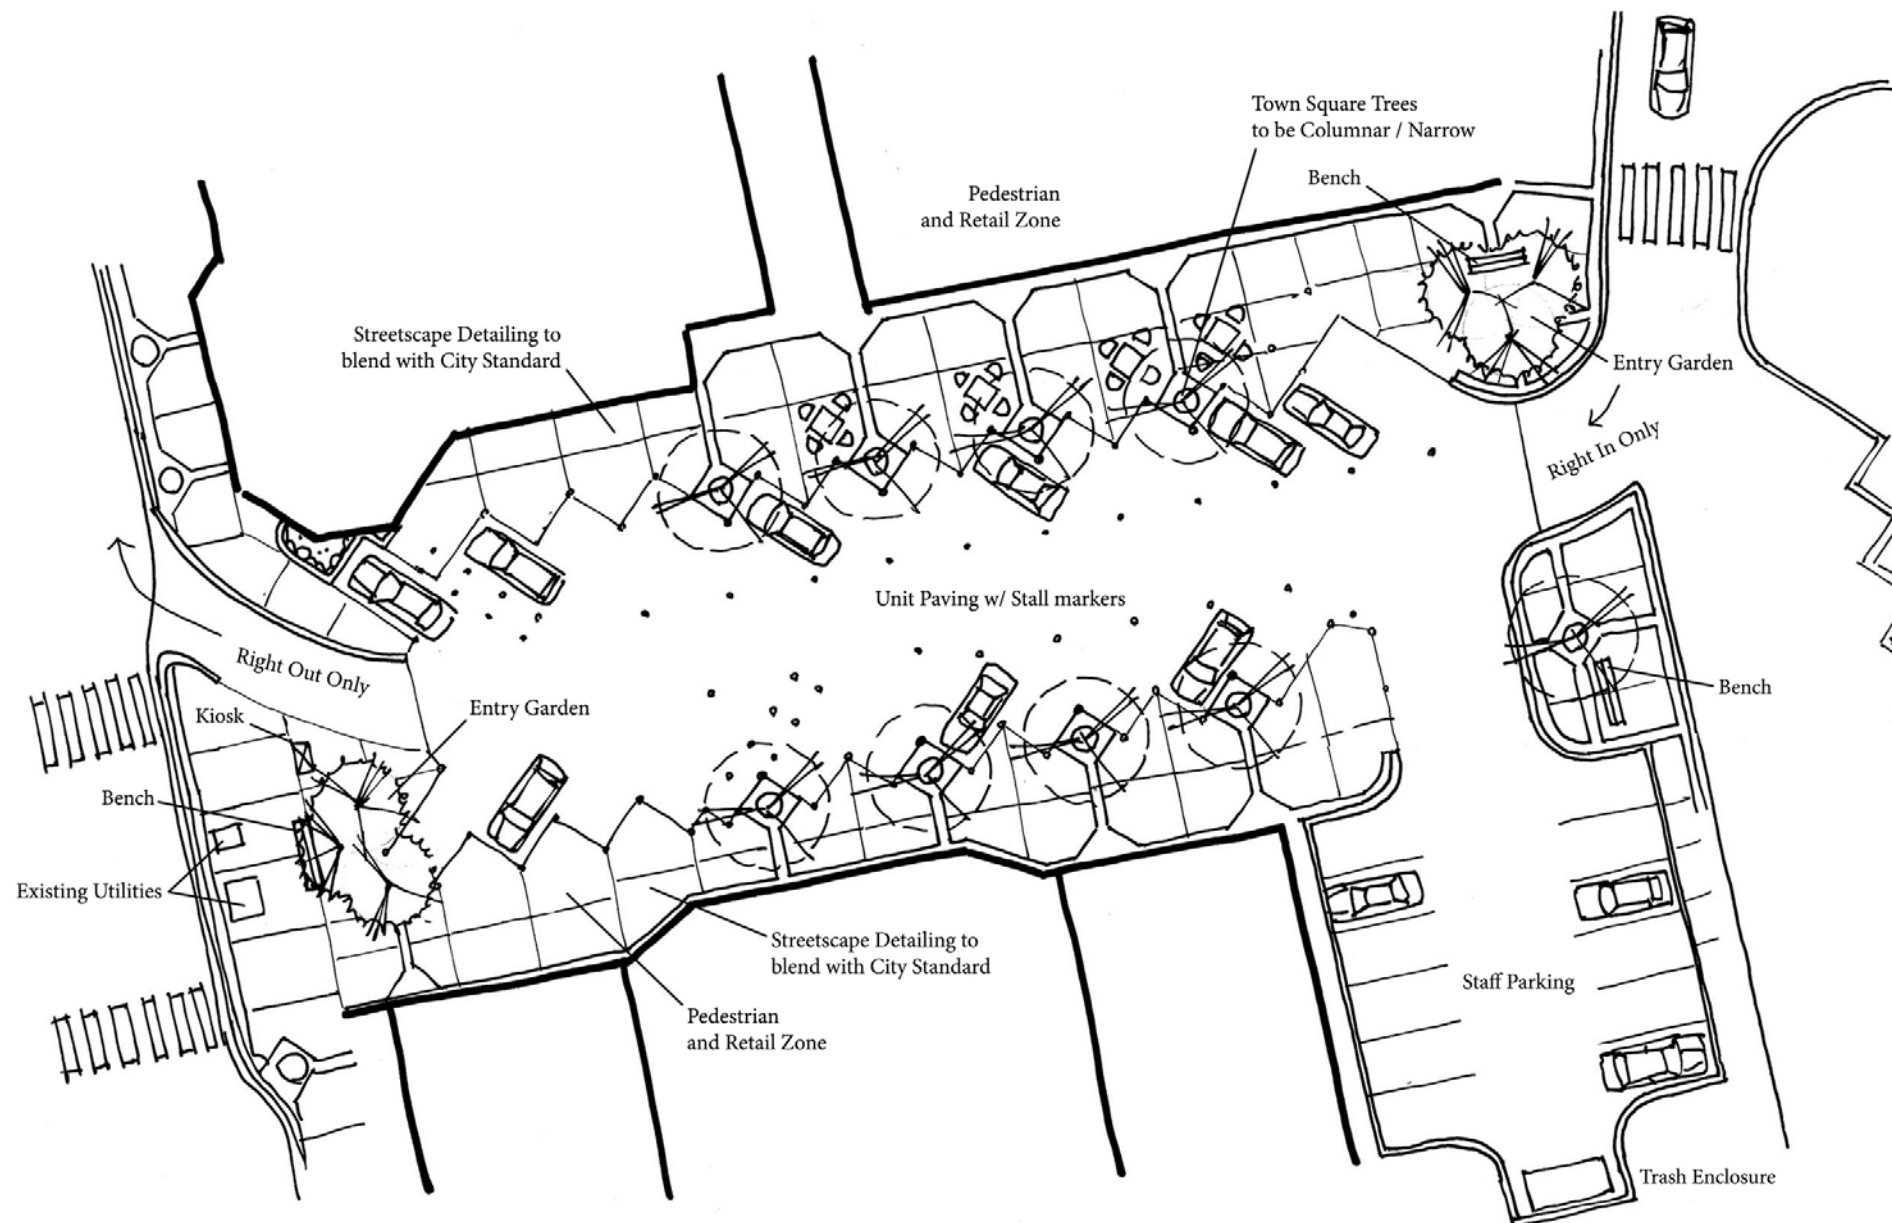 Town Square Trees
to be Columnar / Narrow
Bench
Pedestrian
and Retail Zone
Streetscape Detailing to
blend with City Standard
Entry Garden
Right In Only
Unit Paving w/ Stall markers
Right Out Only
Bench
Kiosk
Entry Garden
Bench
Existing Utilities
Streetscape Detailing to
blend with City Standard
Staff Parking
Pedestrian
and Retail Zone
Trash Enclosure